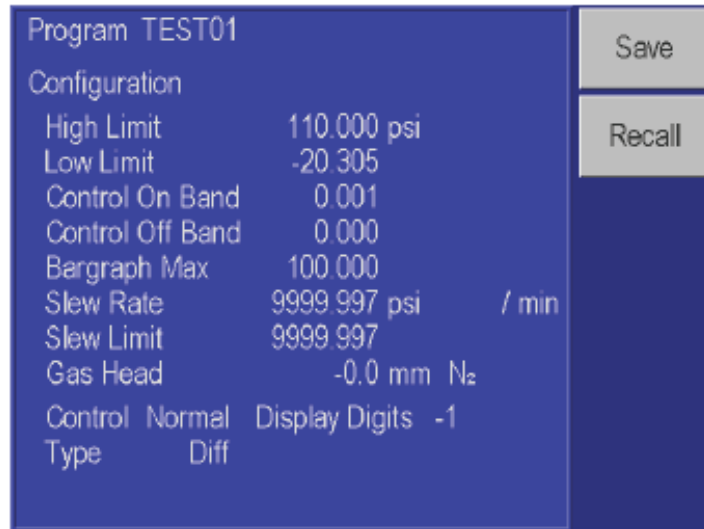 Program TEST01
Save
Configuration
High Limit 110.000 psi
Recall
Low Limit -20.305
Control On Band 0.001
Control Off Band 0.000
Bargraph Max 100.000
Slew Rate 9999.997 psi / min
Slew Limit 9999.997
Gas Head -0.0 mm N₂
Control Normal Display Digits -1
Type Diff